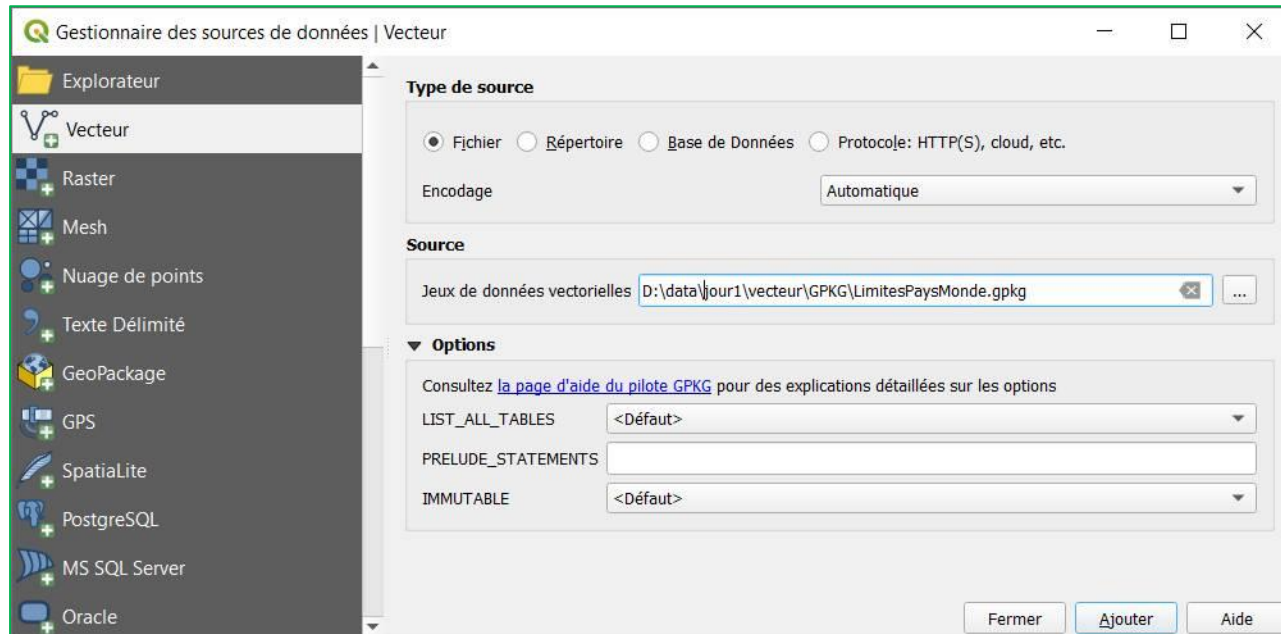 Gestionnaire des sources de données | Vecteur
Explorateur
Vecteur
Raster
Mesh
Nuage de points
Texte Délimité
GeoPackage
GPS
SpatiaLite
PostgreSQL
MS SQL Server
Oracle
Type de source
Fichier Répertoire Base de Données Protocole: HTTP(S), cloud, etc.
Encodage Automatique
Source
Jeux de données vectorielles D:\data\jour1\vecteur\GPKG\LimitesPaysMonde.gpkg ...
Options
Consultez la page d'aide du pilote GPKG pour des explications détaillées sur les options
LIST_ALL_TABLES <Défaut>
PRELUDE_STATEMENTS
IMMUTABLE <Défaut>
Fermer Ajouter Aide